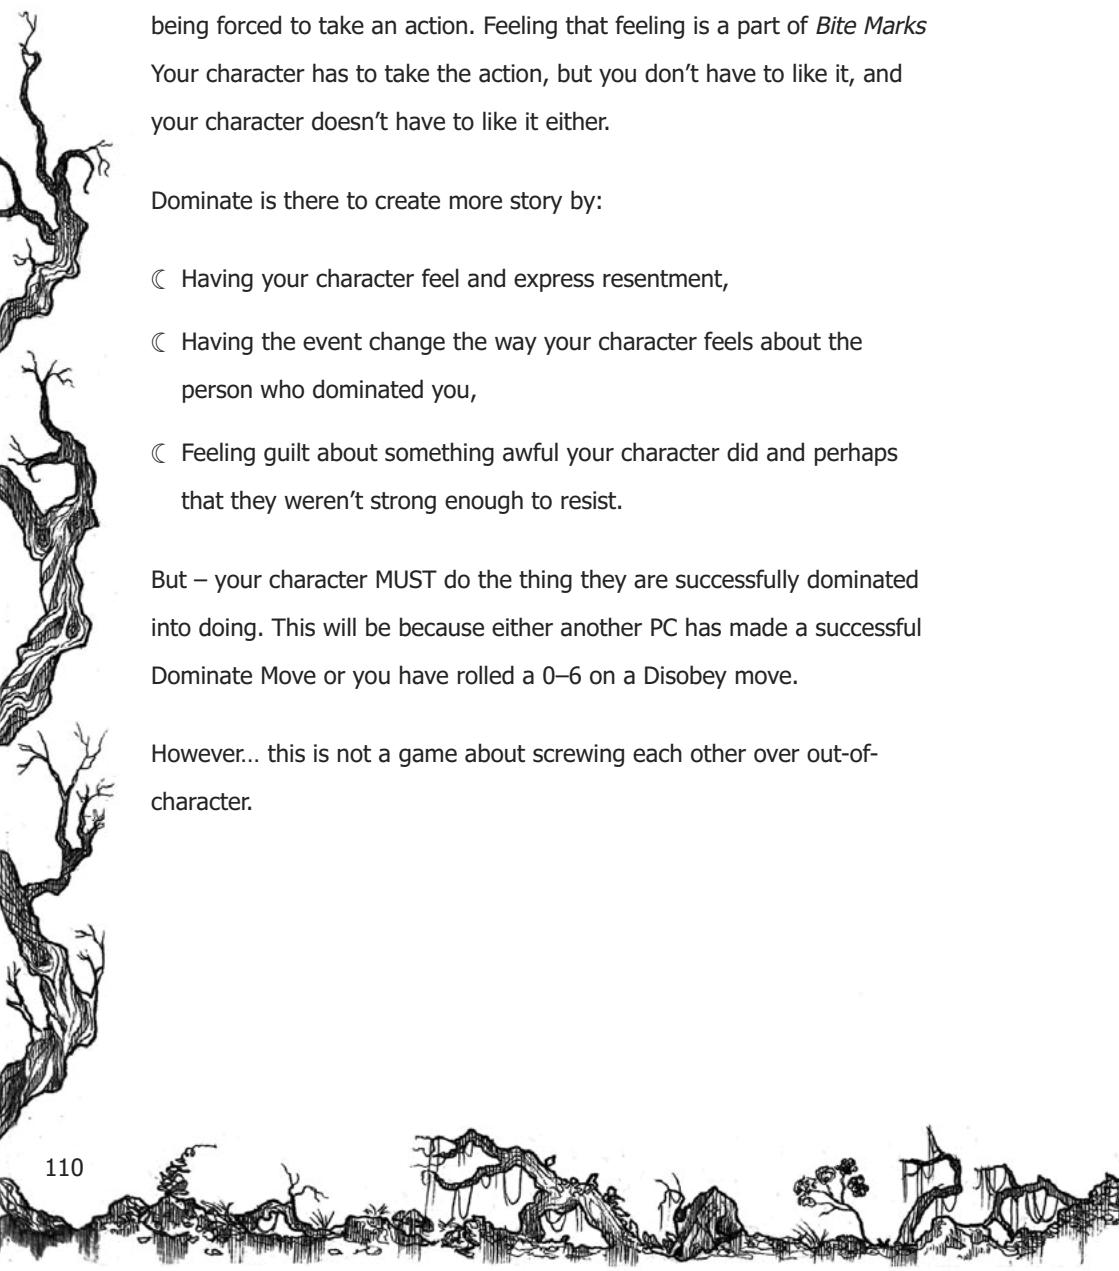 being forced to take an action. Feeling that feeling is a part of Bite Marks
Your character has to take the action, but you don’t have to like it, and
your character doesn’t have to like it either.
Dominate is there to create more story by:
☾ Having your character feel and express resentment,
☾ Having the event change the way your character feels about the
person who dominated you,
☾ Feeling guilt about something awful your character did and perhaps
that they weren’t strong enough to resist.
But – your character MUST do the thing they are successfully dominated
into doing. This will be because either another PC has made a successful
Dominate Move or you have rolled a 0–6 on a Disobey move.
However… this is not a game about screwing each other over out-of-
character.
110